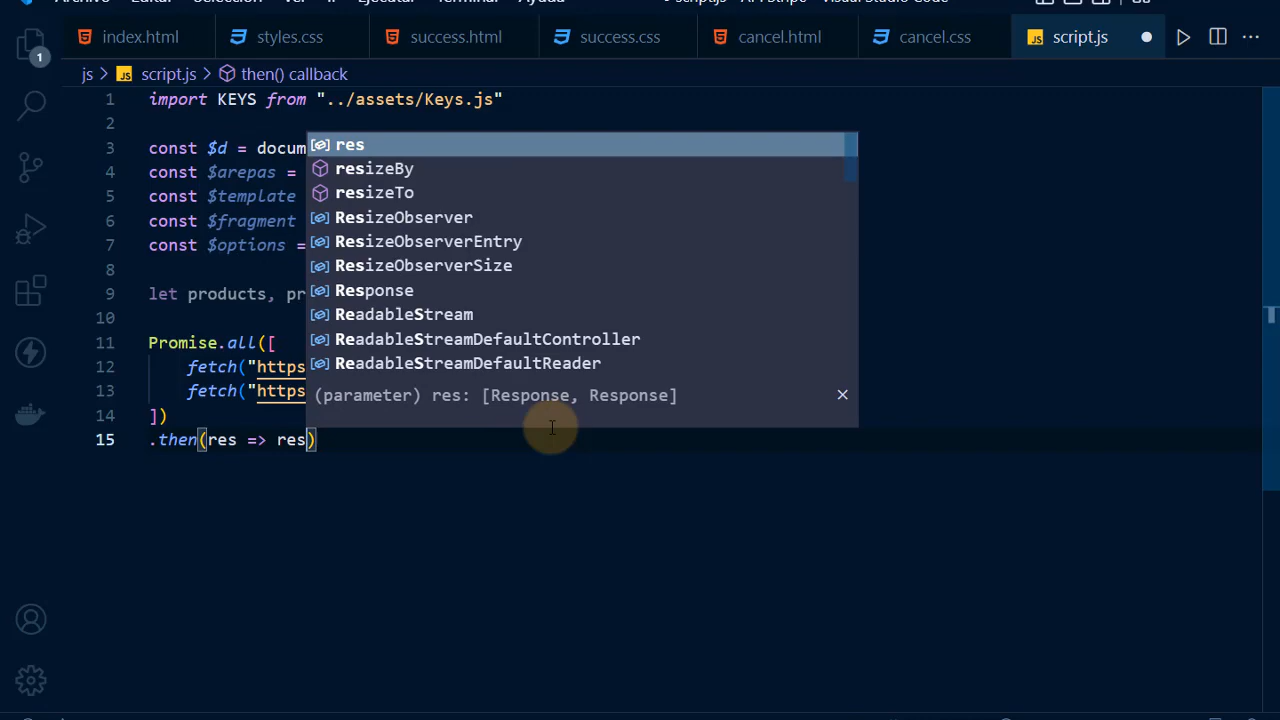 index.html styles.css success.html success.css cancel.html cancel.css script.js
1
js > script.js > then() callback
1 import KEYS from "../assets/Keys.js"
2
3 const $d = docum
4 const $arepas =
5 const $template
6 const $fragment
7 const $options =
8
9 let products, pr
10
11 Promise.all([
12 fetch("https
13 fetch("https
14 ])
15 .then(res => res)
res
resizeBy
resizeTo
ResizeObserver
ResizeObserverEntry
ResizeObserverSize
Response
ReadableStream
ReadableStreamDefaultController
ReadableStreamDefaultReader
(parameter) res: [Response, Response]